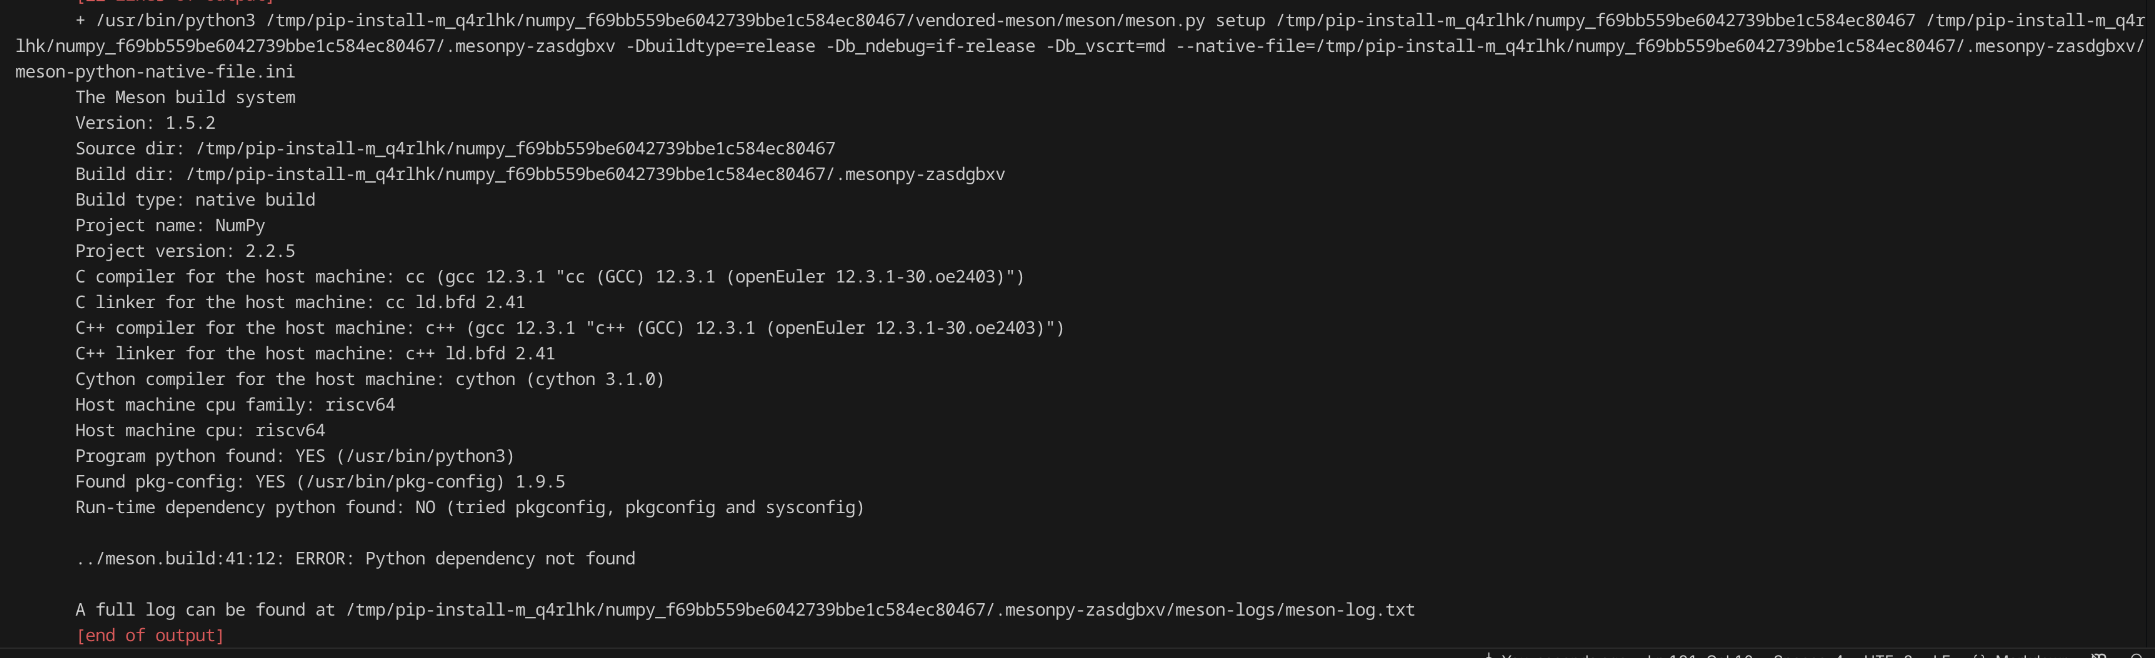 + /usr/bin/python3 /tmp/pip-install-m_q4rlhk/numpy_f69bb559be6042739bbe1c584ec80467/vendored-meson/meson/meson.py setup /tmp/pip-install-m_q4rlhk/numpy_f69bb559be6042739bbe1c584ec80467 /tmp/pip-install-m_q4r
lhk/numpy_f69bb559be6042739bbe1c584ec80467/.mesonpy-zasdgbxv -Dbuildtype=release -Db_ndebug=if-release -Db_vscrt=md --native-file=/tmp/pip-install-m_q4rlhk/numpy_f69bb559be6042739bbe1c584ec80467/.mesonpy-zasdgbxv/
meson-python-native-file.ini
The Meson build system
Version: 1.5.2
Source dir: /tmp/pip-install-m_q4rlhk/numpy_f69bb559be6042739bbe1c584ec80467
Build dir: /tmp/pip-install-m_q4rlhk/numpy_f69bb559be6042739bbe1c584ec80467/.mesonpy-zasdgbxv
Build type: native build
Project name: NumPy
Project version: 2.2.5
C compiler for the host machine: cc (gcc 12.3.1 "cc (GCC) 12.3.1 (openEuler 12.3.1-30.oe2403)")
C linker for the host machine: cc ld.bfd 2.41
C++ compiler for the host machine: c++ (gcc 12.3.1 "c++ (GCC) 12.3.1 (openEuler 12.3.1-30.oe2403)")
C++ linker for the host machine: c++ ld.bfd 2.41
Cython compiler for the host machine: cython (cython 3.1.0)
Host machine cpu family: riscv64
Host machine cpu: riscv64
Program python found: YES (/usr/bin/python3)
Found pkg-config: YES (/usr/bin/pkg-config) 1.9.5
Run-time dependency python found: NO (tried pkgconfig, pkgconfig and sysconfig)
../meson.build:41:12: ERROR: Python dependency not found
A full log can be found at /tmp/pip-install-m_q4rlhk/numpy_f69bb559be6042739bbe1c584ec80467/.mesonpy-zasdgbxv/meson-logs/meson-log.txt
[end of output]